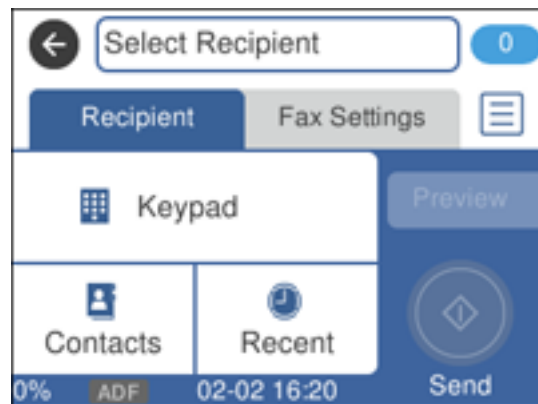 Select Recipient
0
Recipient
Fax Settings
Keypad
Preview
Contacts
Recent
Send
0%
ADF
02-02 16:20